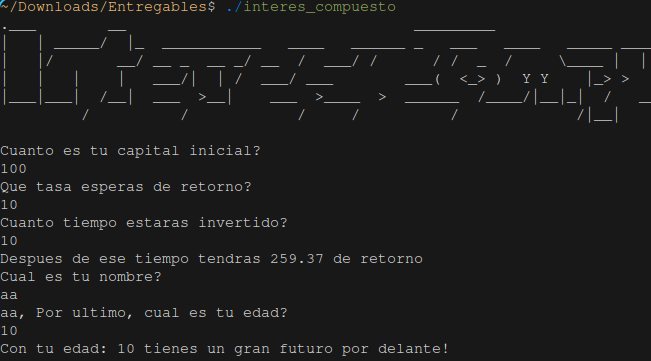 ~/Downloads/Entregables$ ./interes_compuesto
Cuanto es tu capital inicial?
100
Que tasa esperas de retorno?
10
Cuanto tiempo estaras invertido?
10
Despues de ese tiempo tendras 259.37 de retorno
Cual es tu nombre?
aa
aa, Por ultimo, cual es tu edad?
10
Con tu edad: 10 tienes un gran futuro por delante!